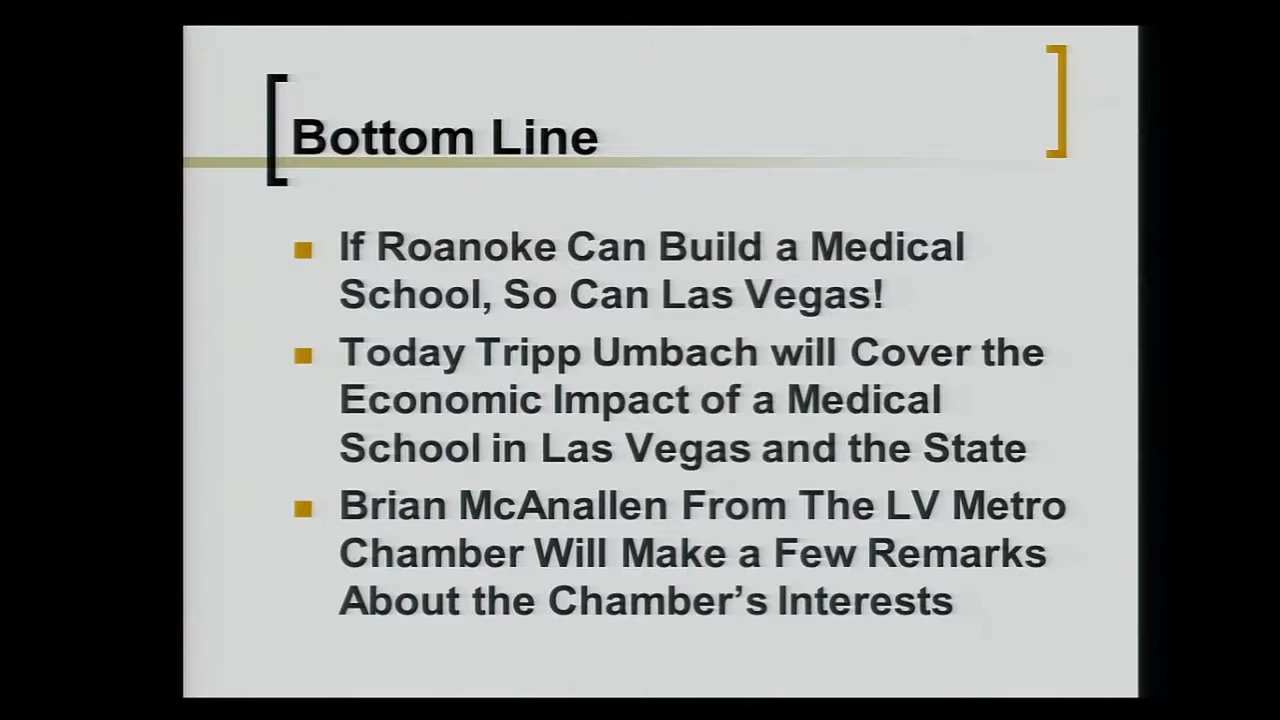 Bottom Line
If Roanoke Can Build a Medical
School, So Can Las Vegas!
Today Tripp Umbach will Cover the
Economic Impact of a Medical
School in Las Vegas and the State
Brian McAnallen From The LV Metro
Chamber Will Make a Few Remarks
About the Chamber’s Interests